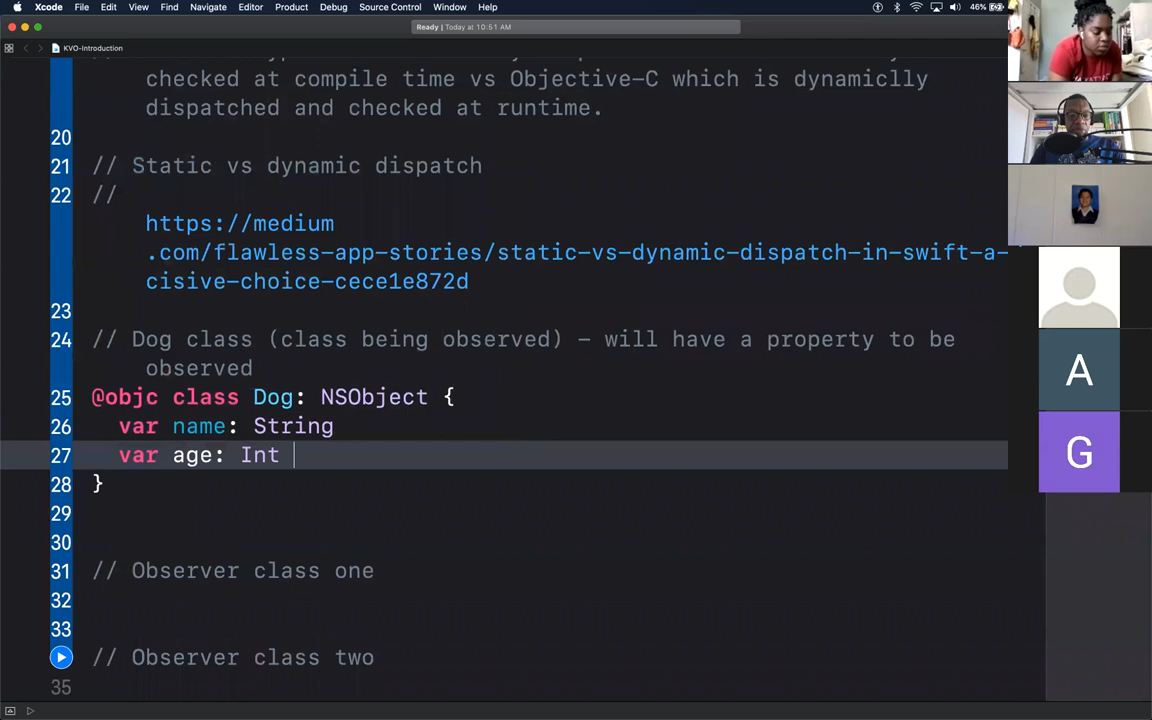 Xcode File Edit View Find Navigate Editor Product Debug Source Control Window Help 46%
Ready | Today at 10:51 AM
KVO-Introduction
checked at compile time vs Objective-C which is dynamiclly
dispatched and checked at runtime.
20
21 // Static vs dynamic dispatch
22 //
https://medium
.com/flawless-app-stories/static-vs-dynamic-dispatch-in-swift-a-
cisive-choice-cece1e872d
23
24 // Dog class (class being observed) - will have a property to be
observed
25 @objc class Dog: NSObject {
26 var name: String
27 var age: Int
28 }
29
30
31 // Observer class one
32
33
// Observer class two
35
A
G